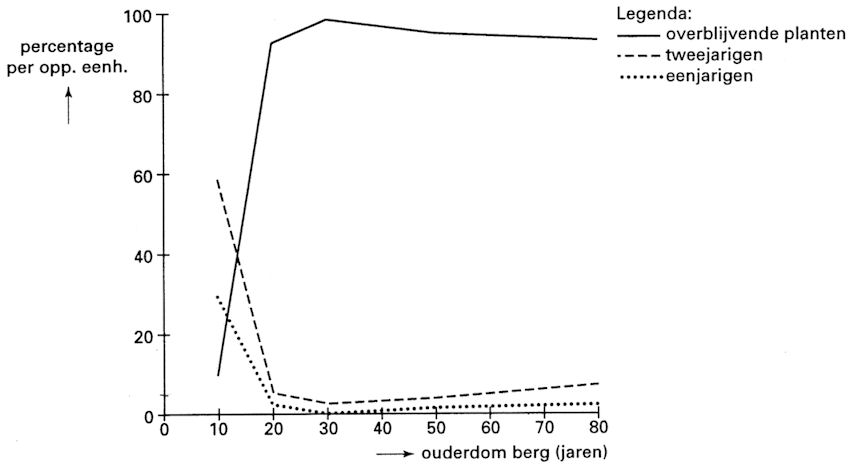 percentage
per opp. eenh.
100
80
60
40
20
0
0 10 20 30 40 50 60 70 80
ouderdom berg (jaren)
Legenda:
overblijvende planten
tweejarigen
eenjarigen